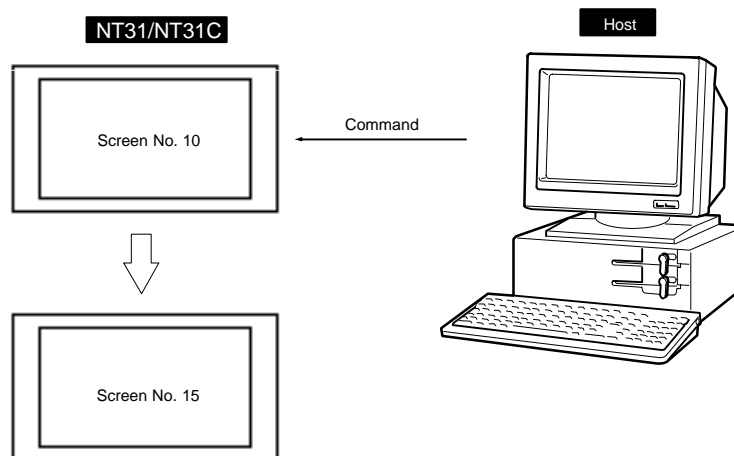 NT31/NT31C
Host
Screen No. 10
Command
Screen No. 15